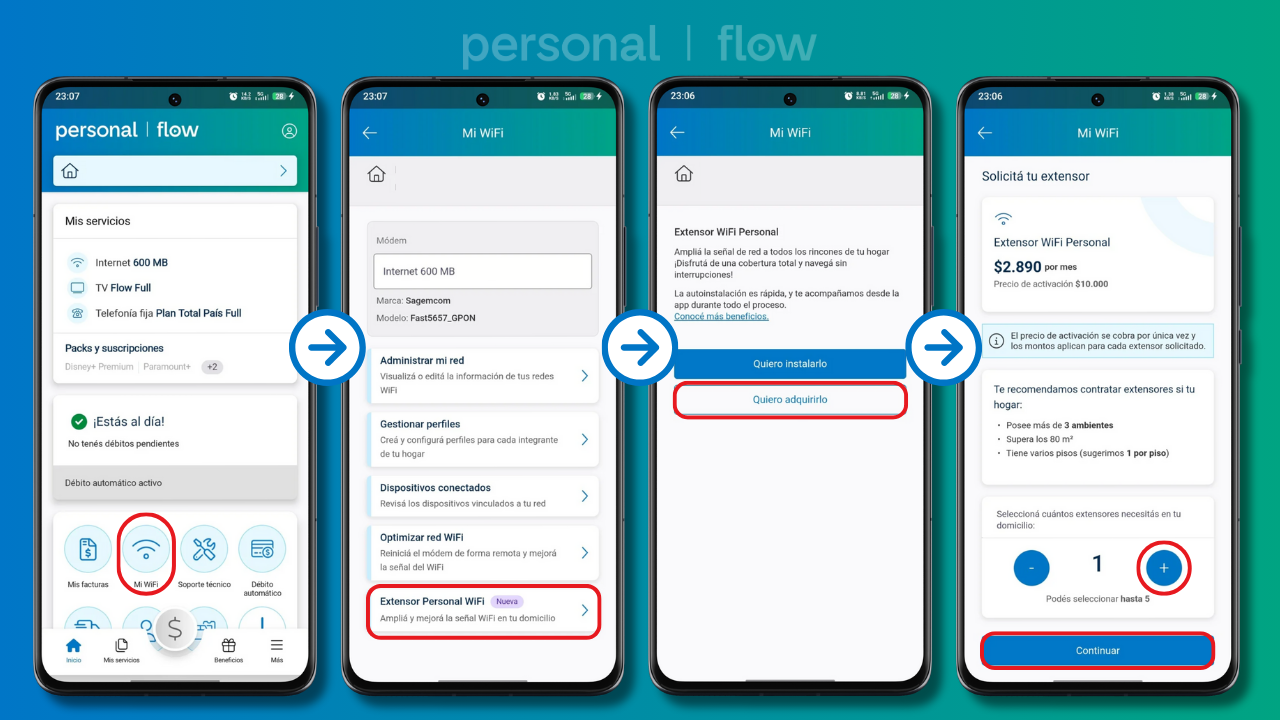 personal | flow
23:07
28
personal | flow
Mis servicios
Internet 600 MB
TV Flow Full
Telefonía fija Plan Total País Full
Packs y suscripciones
Disney+ Premium | Paramount+ +2
¡Estás al día!
No tenés débitos pendientes
Débito automático activo
$
Mis facturas
Mi WiFi
Soporte técnico
Débito
automático
$
Inicio
Mis servicios
Beneficios
Más
23:07
28
Mi WiFi
Módem
Internet 600 MB
Marca: Sagemcom
Modelo: Fast5657_GPON
Administrar mi red
Visualizá o editá la información de tus redes
WiFi
Gestionar perfiles
Creá y configurá perfiles para cada integrante
de tu hogar
Dispositivos conectados
Revisá los dispositivos vinculados a tu red
Optimizar red WiFi
Reiniciá el módem de forma remota y mejorá
la señal del WiFi
Extensor Personal WiFi Nueva
Ampliá y mejorá la señal WiFi en tu domicilio
23:06
28
Mi WiFi
Extensor WiFi Personal
Ampliá la señal de red a todos los rincones de tu hogar
¡Disfrutá de una cobertura total y navegá sin
interrupciones!
La autoinstalación es rápida, y te acompañamos desde la
app durante todo el proceso.
Conocé más beneficios.
Quiero instalarlo
Quiero adquirirlo
23:06
28
Mi WiFi
Solicitá tu extensor
Extensor WiFi Personal
$2.890 por mes
Precio de activación $10.000
El precio de activación se cobra por única vez y
los montos aplican para cada extensor solicitado.
Te recomendamos contratar extensores si tu
hogar:
• Posee más de 3 ambientes
• Supera los 80 m²
• Tiene varios pisos (sugerimos 1 por piso)
Seleccioná cuántos extensores necesitás en tu
domicilio:
- 1 +
Podés seleccionar hasta 5
Continuar